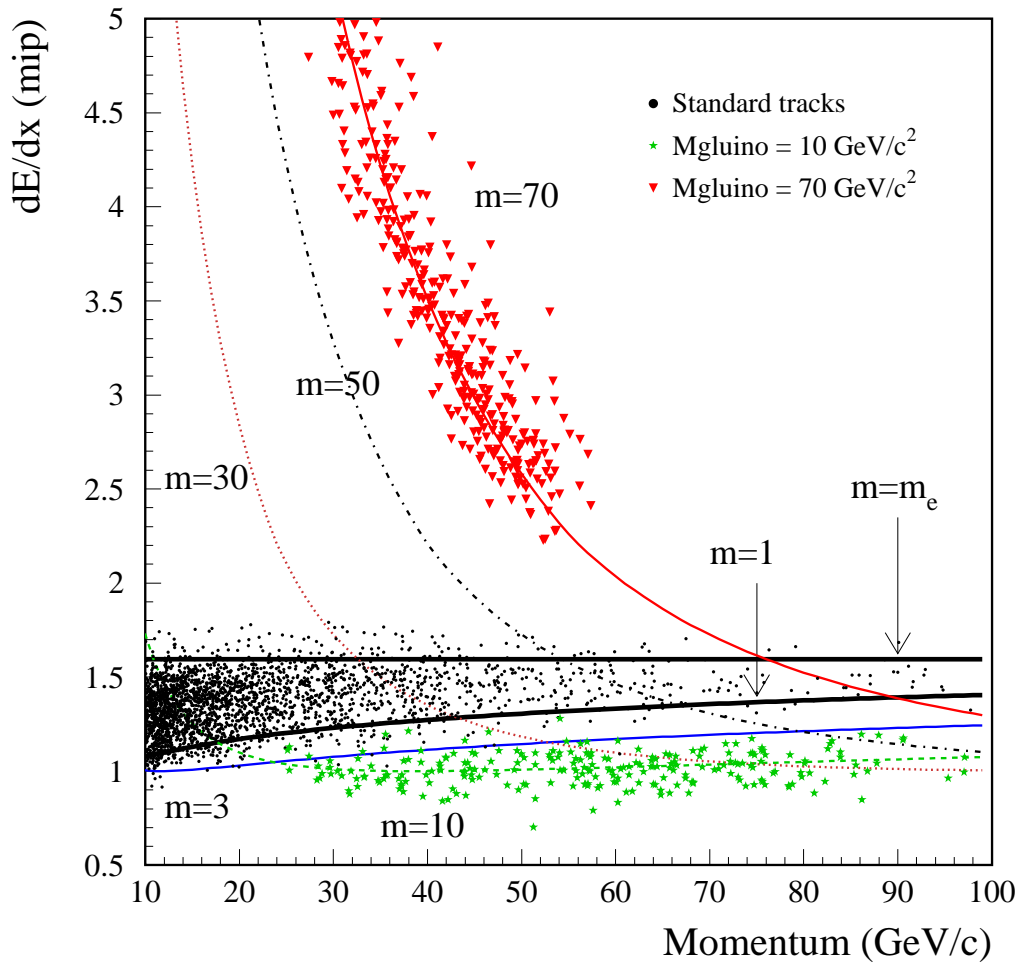 dE/dx (mip)
5
4.5
4
3.5
3
2.5
2
1.5
1
0.5
Standard tracks
Mgluino = 10 GeV/c²
Mgluino = 70 GeV/c²
m=70
m=50
m=30
m=mₑ
m=1
m=3
m=10
10 20 30 40 50 60 70 80 90 100
Momentum (GeV/c)